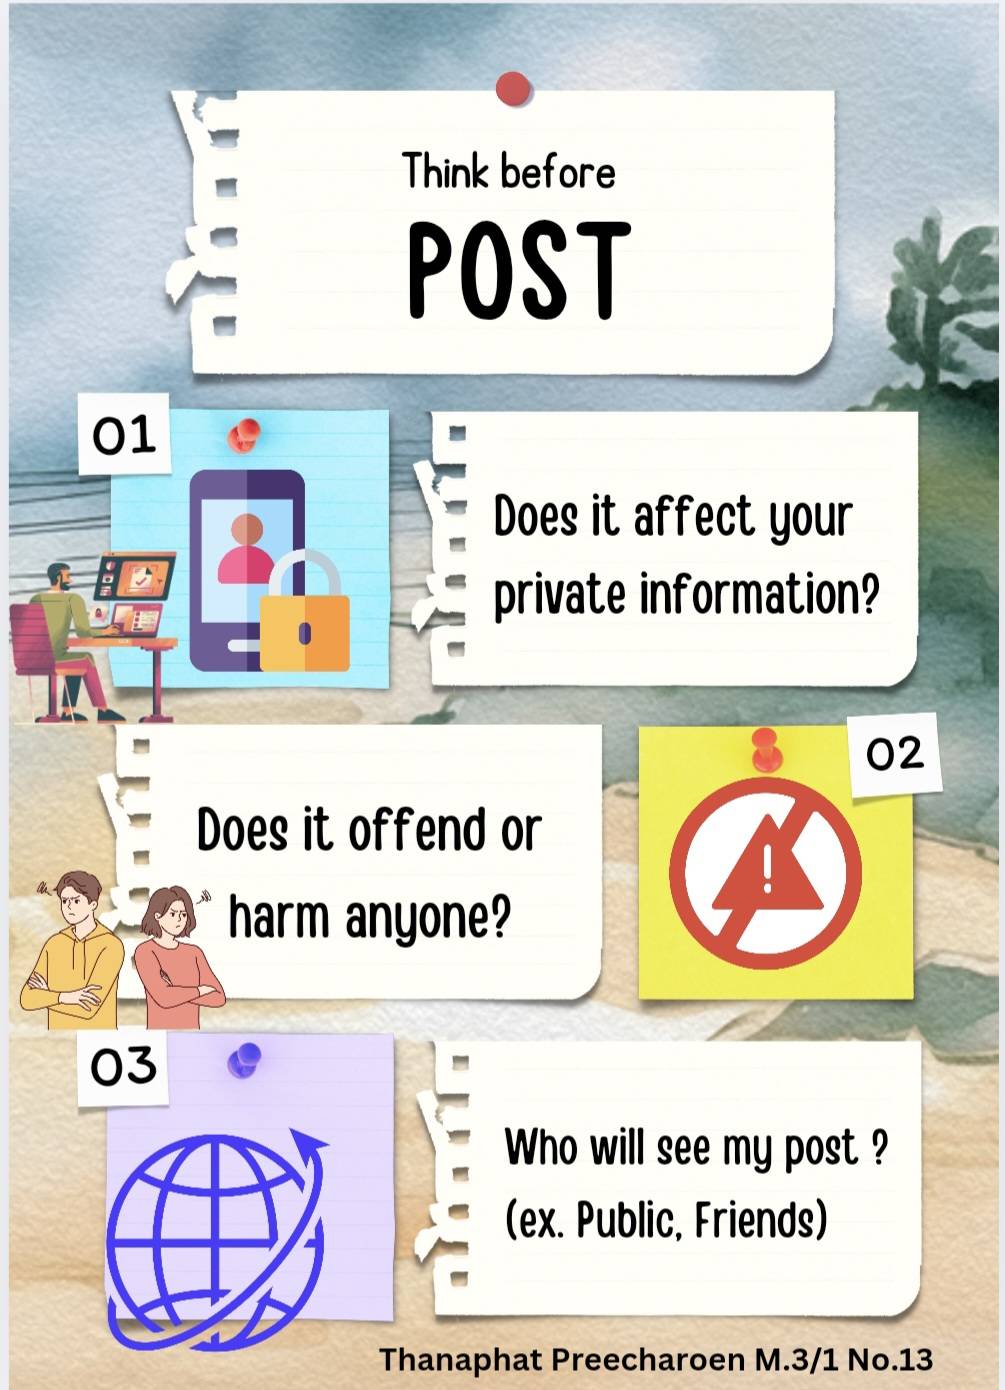 Think before
POST
01
Does it affect your
private information?
02
Does it offend or
harm anyone?
03
Who will see my post ?
(ex. Public, Friends)
Thanaphat Preecharoen M.3/1 No.13